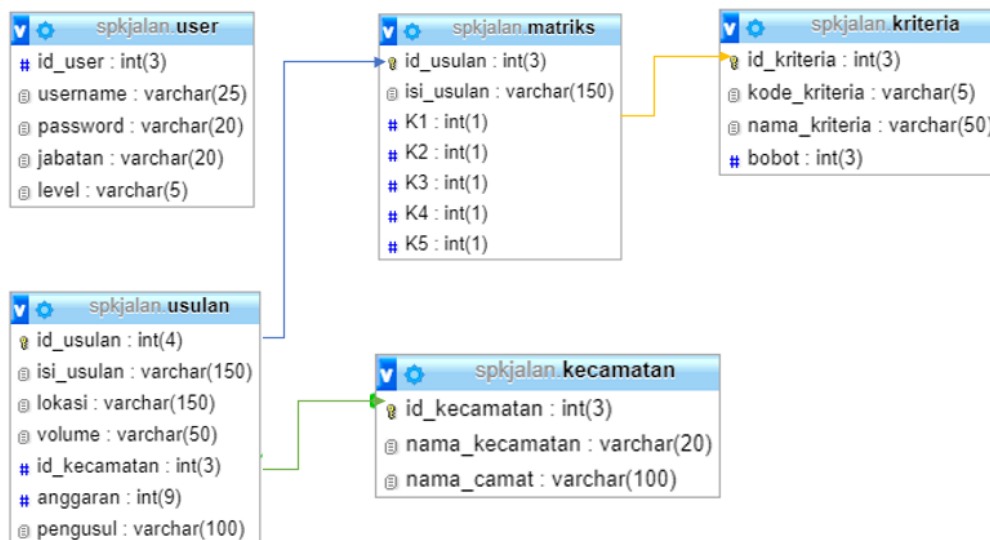 spkjalan.user
id_user : int(3)
username : varchar(25)
password : varchar(20)
jabatan : varchar(20)
level : varchar(5)
spkjalan.matriks
id_usulan : int(3)
isi_usulan : varchar(150)
K1 : int(1)
K2 : int(1)
K3 : int(1)
K4 : int(1)
K5 : int(1)
spkjalan.kriteria
id_kriteria : int(3)
kode_kriteria : varchar(5)
nama_kriteria : varchar(50)
bobot : int(3)
spkjalan.usulan
id_usulan : int(4)
isi_usulan : varchar(150)
lokasi : varchar(150)
volume : varchar(50)
id_kecamatan : int(3)
anggaran : int(9)
pengusul : varchar(100)
spkjalan.kecamatan
id_kecamatan : int(3)
nama_kecamatan : varchar(20)
nama_camat : varchar(100)